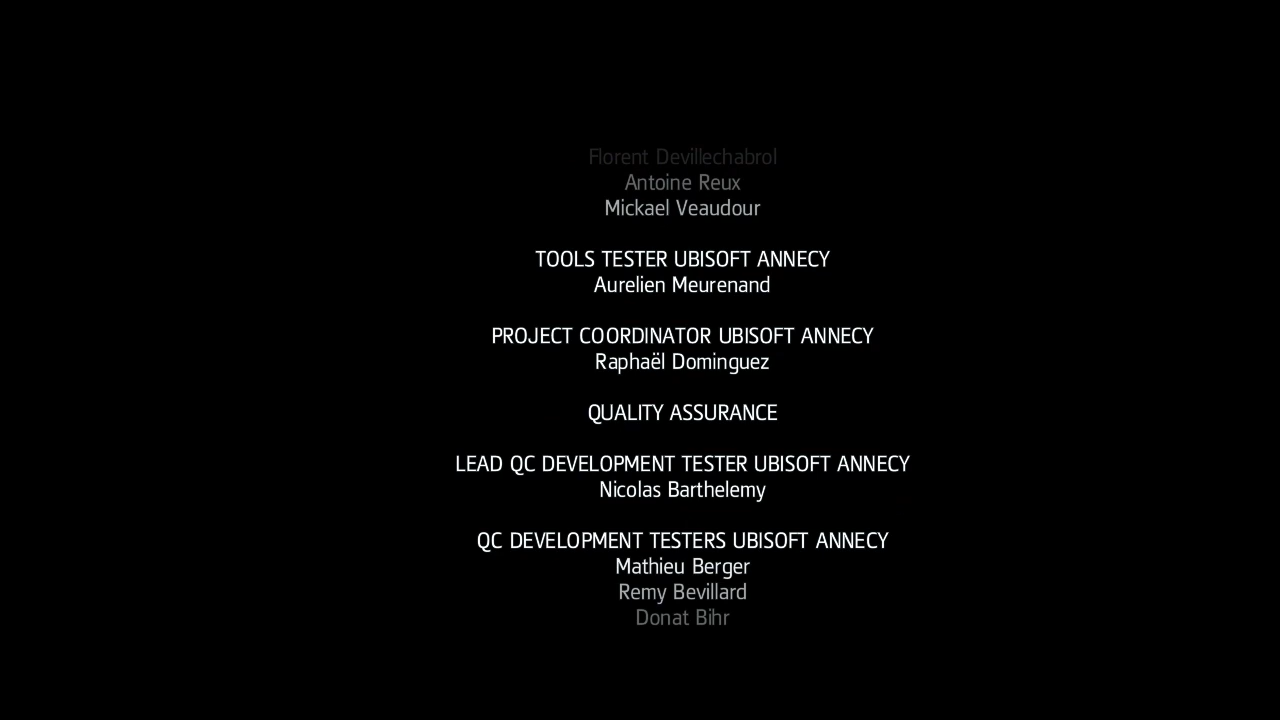 Florent Devillechabrol
Antoine Reux
Mickael Veaudour
TOOLS TESTER UBISOFT ANNECY
Aurelien Meurenand
PROJECT COORDINATOR UBISOFT ANNECY
Raphaël Dominguez
QUALITY ASSURANCE
LEAD QC DEVELOPMENT TESTER UBISOFT ANNECY
Nicolas Barthelemy
QC DEVELOPMENT TESTERS UBISOFT ANNECY
Mathieu Berger
Remy Bevillard
Donat Bihr